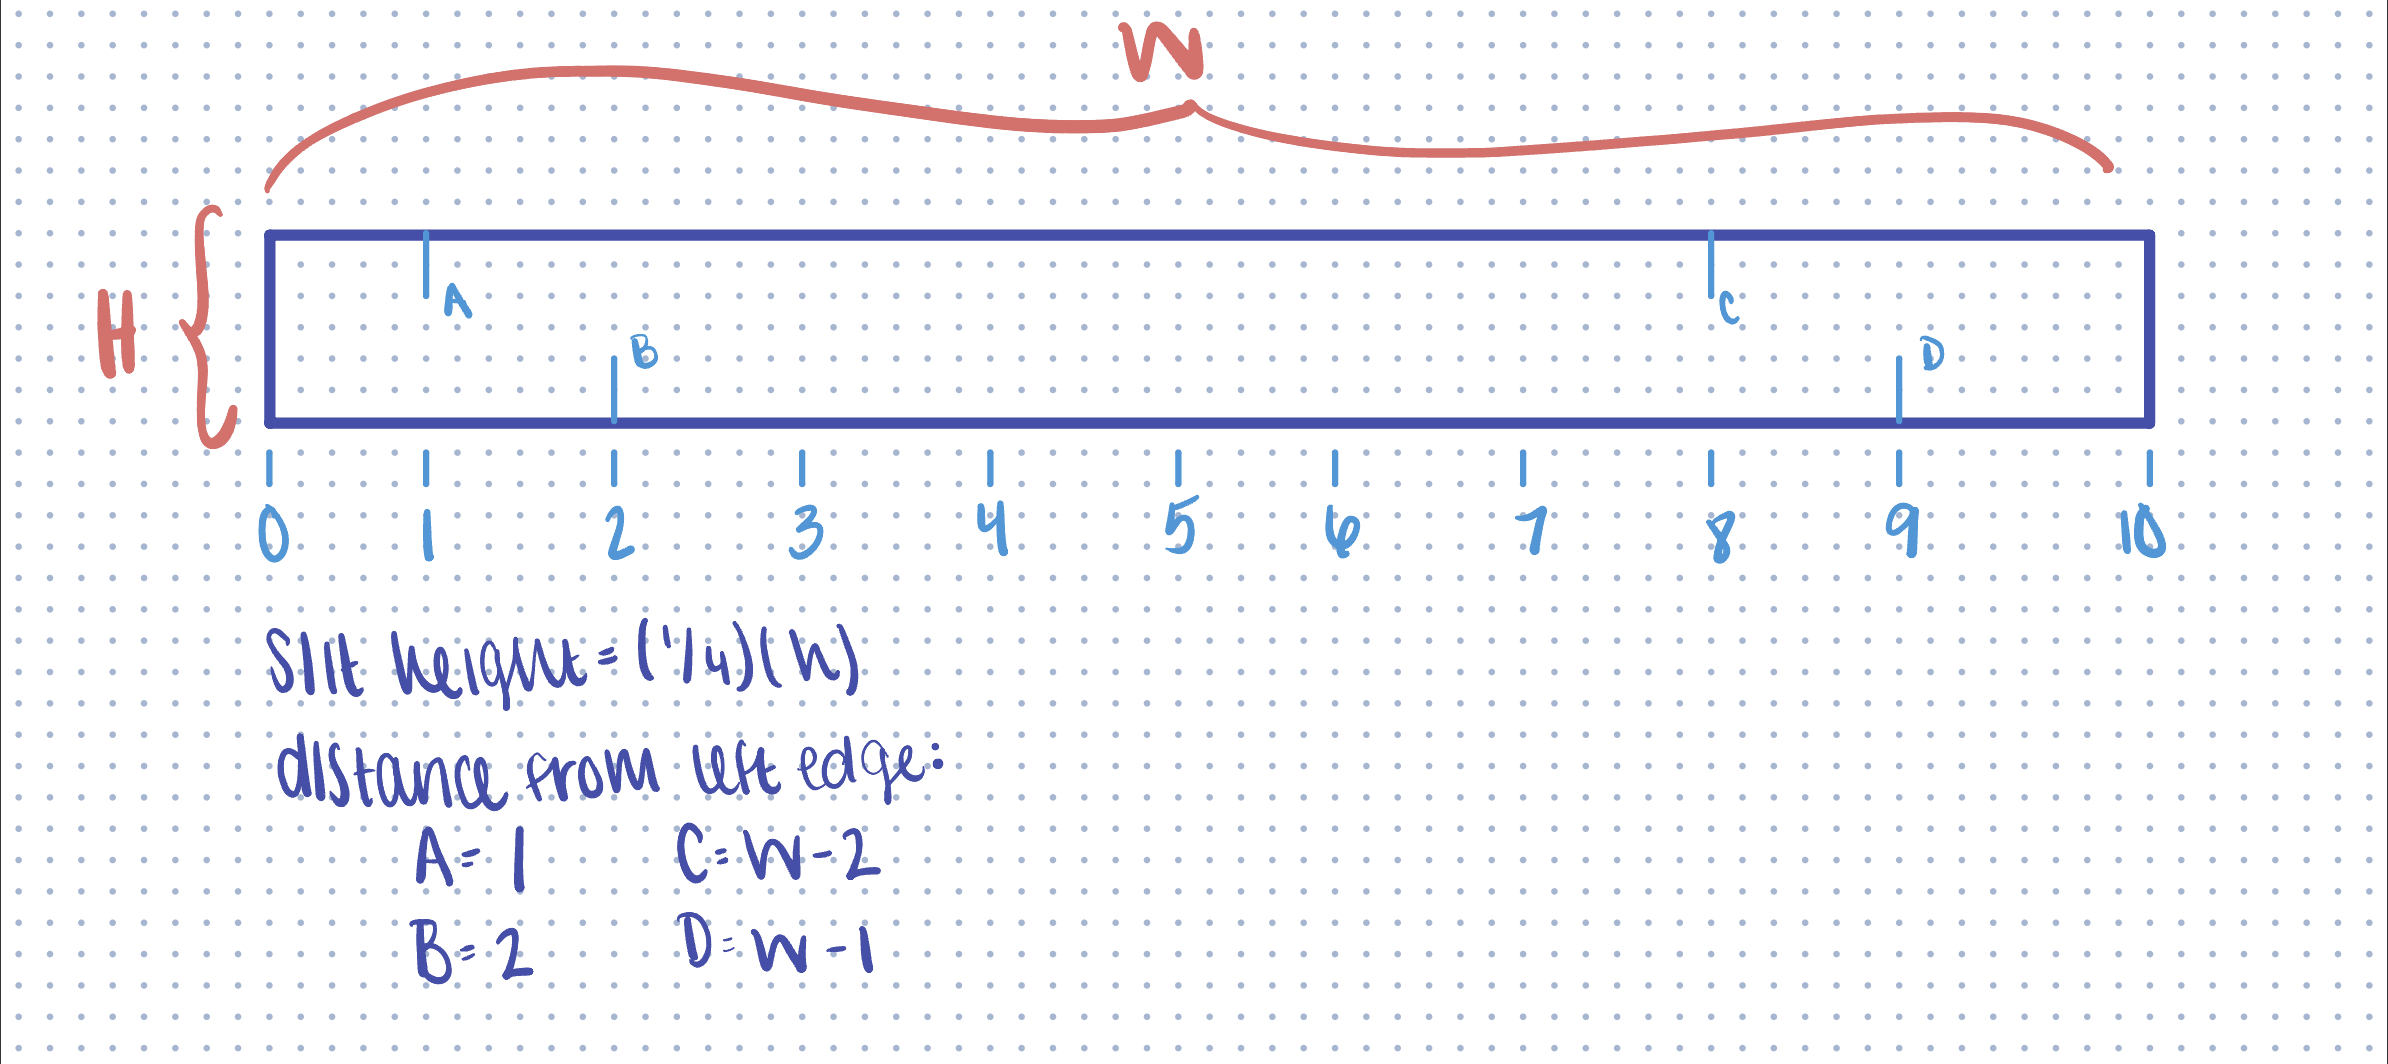 W
H
A
B
C
D
0 1 2 3 4 5 6 7 8 9 10
Slit height = (1/4)(h)
distance from left edge:
A = 1 C = W - 2
B = 2 D = W - 1